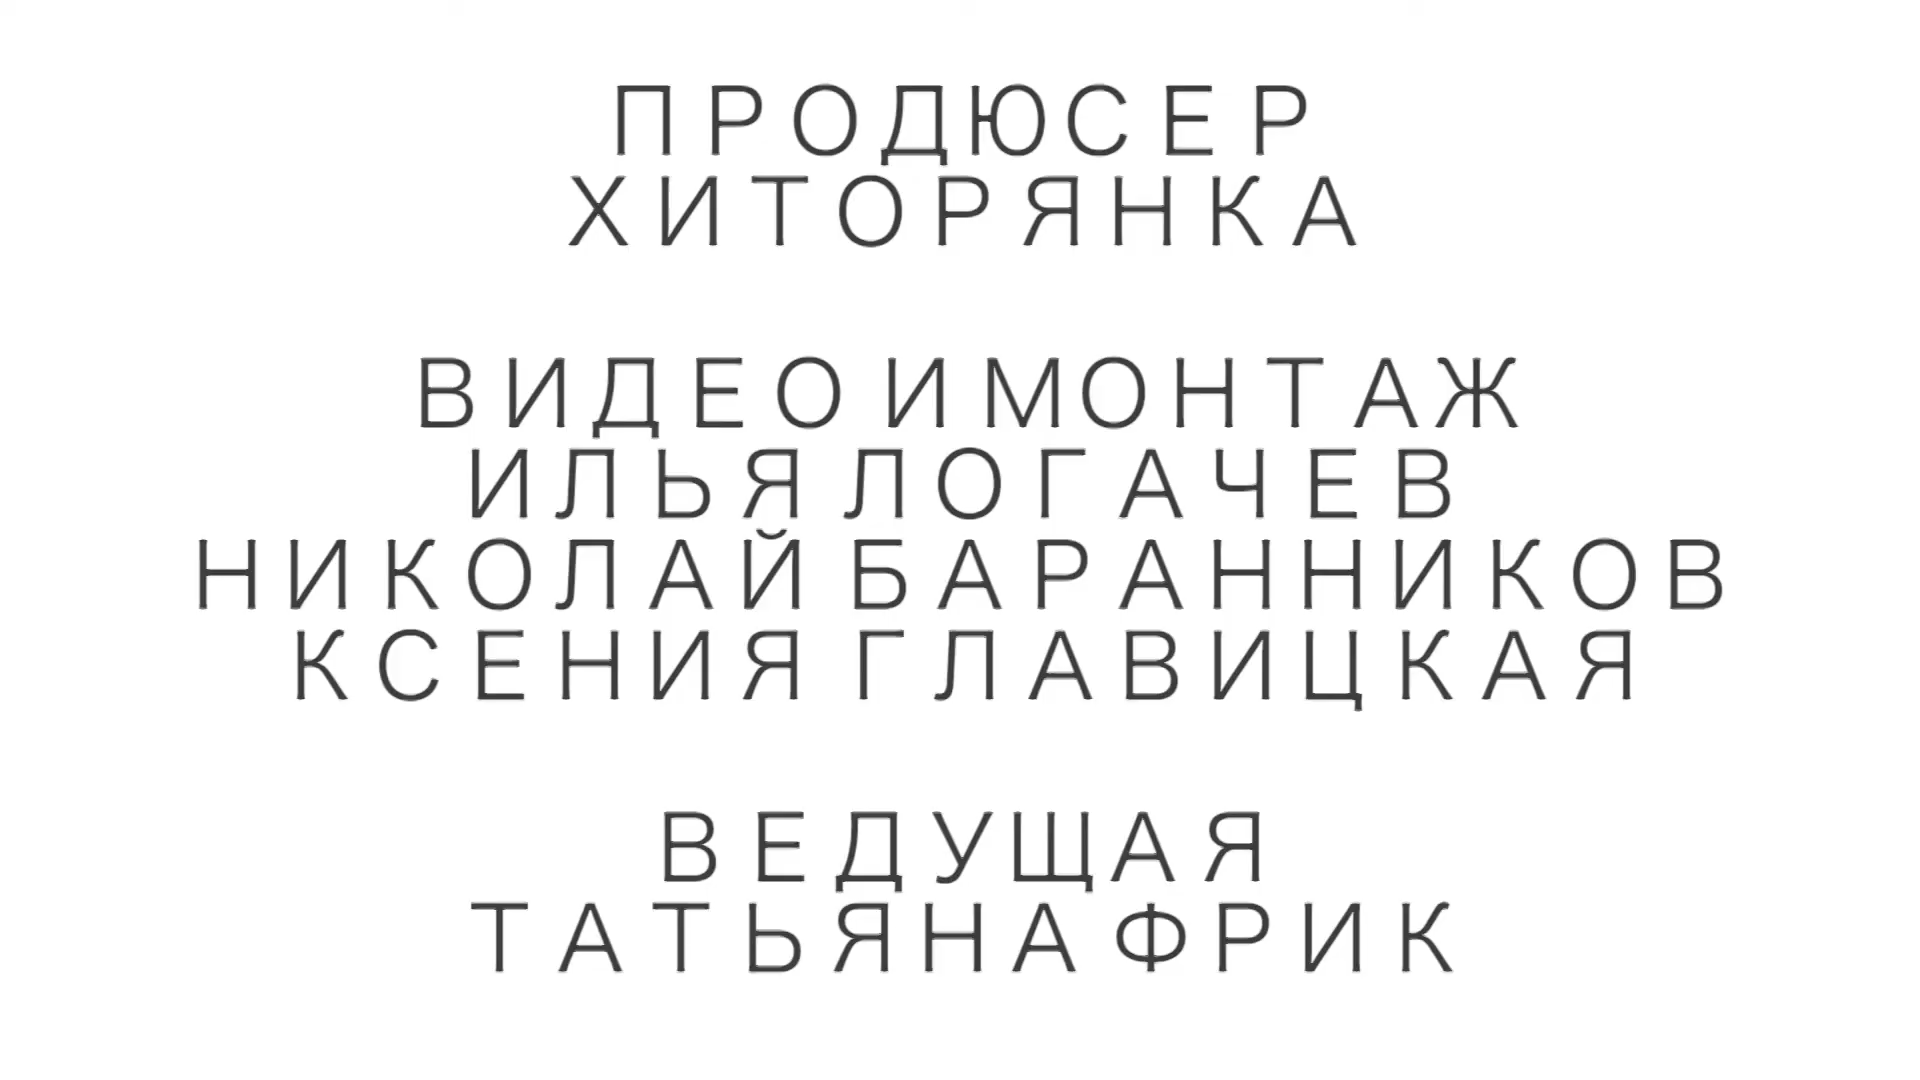 ПРОДЮСЕР
ХИТОРЯНКА
ВИДЕО И МОНТАЖ
ИЛЬЯ ЛОГАЧЕВ
НИКОЛАЙ БАРАННИКОВ
КСЕНИЯ ГЛАВИЦКАЯ
ВЕДУЩАЯ
ТАТЬЯНА ФРИК